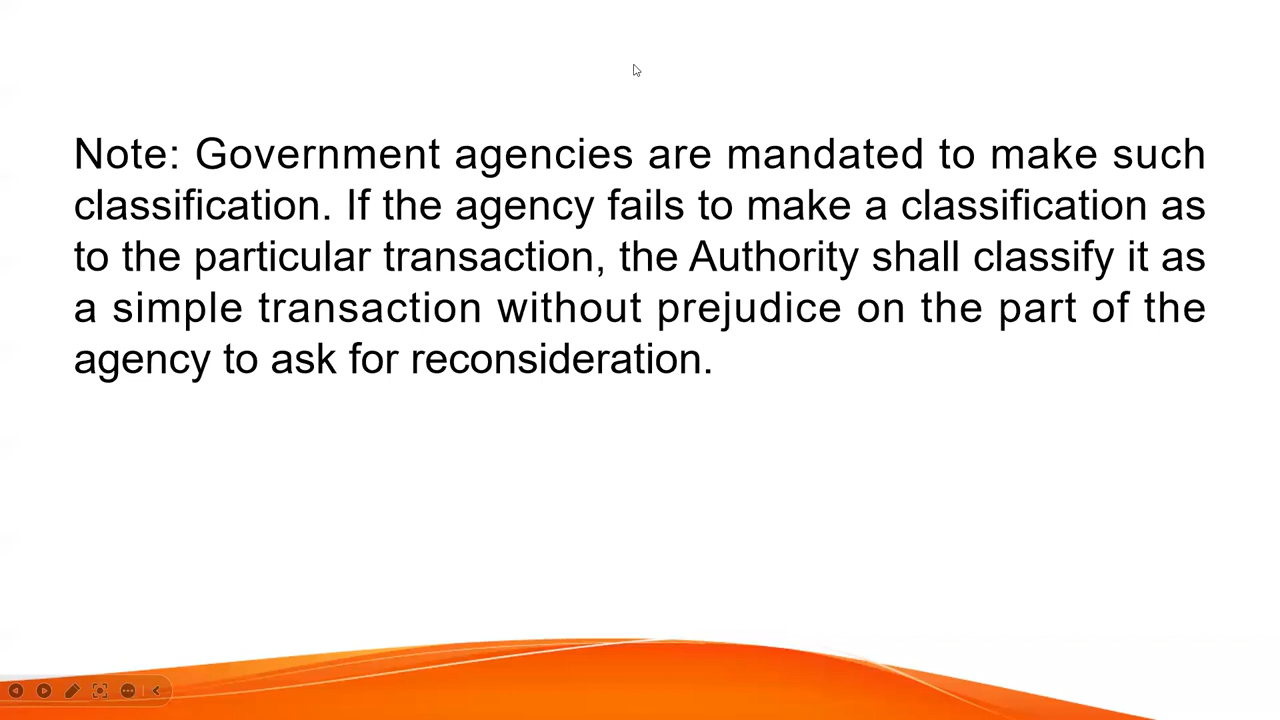 Note: Government agencies are mandated to make such
classification. If the agency fails to make a classification as
to the particular transaction, the Authority shall classify it as
a simple transaction without prejudice on the part of the
agency to ask for reconsideration.